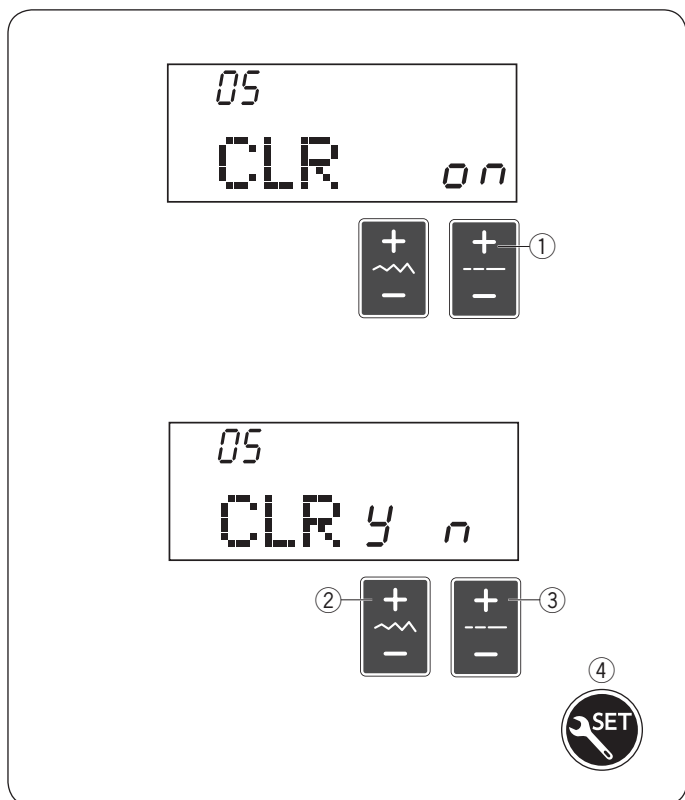 05
CLR on
+ +
− −
①
05
CLR y n
② + + ③
− −
④
SET